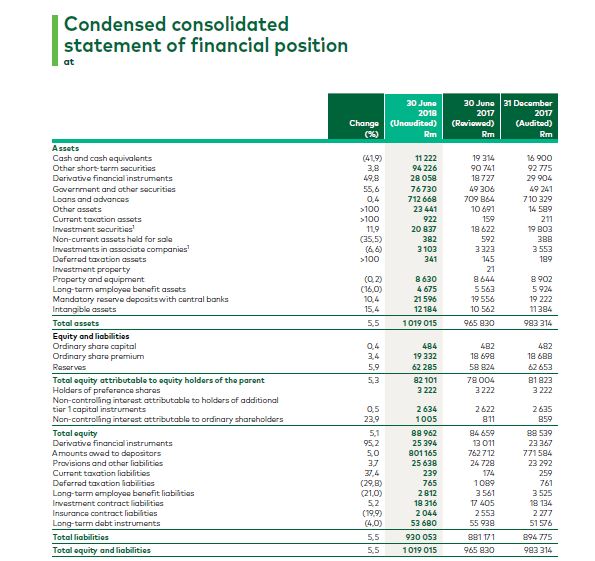 Condensed consolidated
statement of financial position
at
30 June 30 June 31 December
2018 2017 2017
Change (Unaudited) (Reviewed) (Audited)
(%) Rm Rm Rm
Assets
Cash and cash equivalents (41,9) 11 222 19 314 16 900
Other short-term securities 3,8 94 226 90 741 92 775
Derivative financial instruments 49,8 28 058 18 727 29 904
Government and other securities 55,6 76 730 49 306 49 241
Loans and advances 0,4 712 668 709 864 710 329
Other assets >100 23 441 10 691 14 589
Current taxation assets >100 922 159 211
Investment securities¹ 11,9 20 837 18 622 19 803
Non-current assets held for sale (35,5) 382 592 388
Investments in associate companies¹ (6,6) 3 103 3 323 3 553
Deferred taxation assets >100 341 145 189
Investment property 21
Property and equipment (0,2) 8 630 8 644 8 902
Long-term employee benefit assets (16,0) 4 675 5 563 5 924
Mandatory reserve deposits with central banks 10,4 21 596 19 556 19 222
Intangible assets 15,4 12 184 10 562 11 384
Total assets 5,5 1 019 015 965 830 983 314
Equity and liabilities
Ordinary share capital 0,4 484 482 482
Ordinary share premium 3,4 19 332 18 698 18 688
Reserves 5,9 62 285 58 824 62 653
Total equity attributable to equity holders of the parent 5,3 82 101 78 004 81 823
Holders of preference shares 3 222 3 222 3 222
Non-controlling interest attributable to holders of additional
tier 1 capital instruments 0,5 2 634 2 622 2 635
Non-controlling interest attributable to ordinary shareholders 23,9 1 005 811 859
Total equity 5,1 88 962 84 659 88 539
Derivative financial instruments 95,2 25 394 13 011 23 367
Amounts owed to depositors 5,0 801 165 762 712 771 584
Provisions and other liabilities 3,7 25 638 24 728 23 292
Current taxation liabilities 37,4 239 174 259
Deferred taxation liabilities (29,8) 765 1 089 761
Long-term employee benefit liabilities (21,0) 2 812 3 561 3 525
Investment contract liabilities 5,2 18 316 17 405 18 134
Insurance contract liabilities (19,9) 2 044 2 553 2 277
Long-term debt instruments (4,0) 53 680 55 938 51 576
Total liabilities 5,5 930 053 881 171 894 775
Total equity and liabilities 5,5 1 019 015 965 830 983 314